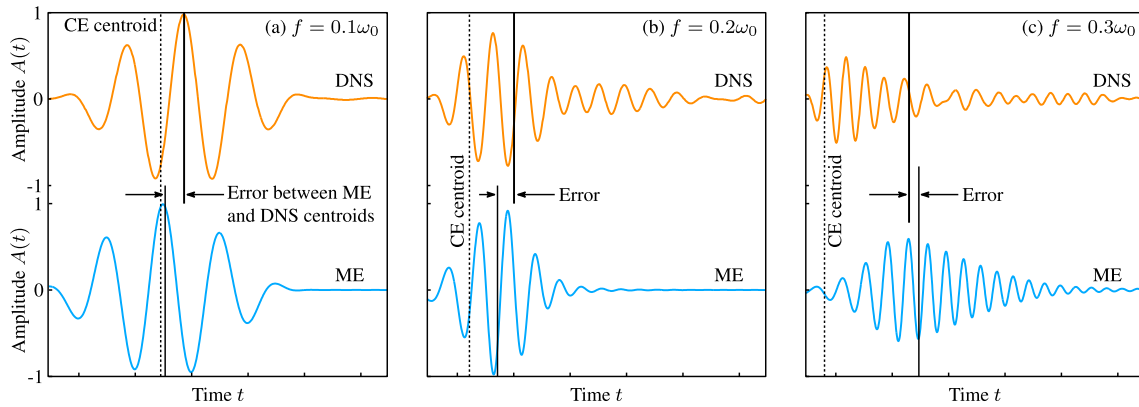 1
CE centroid
(a) f = 0.1ω₀
DNS
0
Amplitude A(t)
-1
1
Error between ME
and DNS centroids
ME
0
Amplitude A(t)
-1
Time t
(b) f = 0.2ω₀
DNS
Error
CE centroid
ME
Time t
(c) f = 0.3ω₀
DNS
Error
CE centroid
ME
Time t